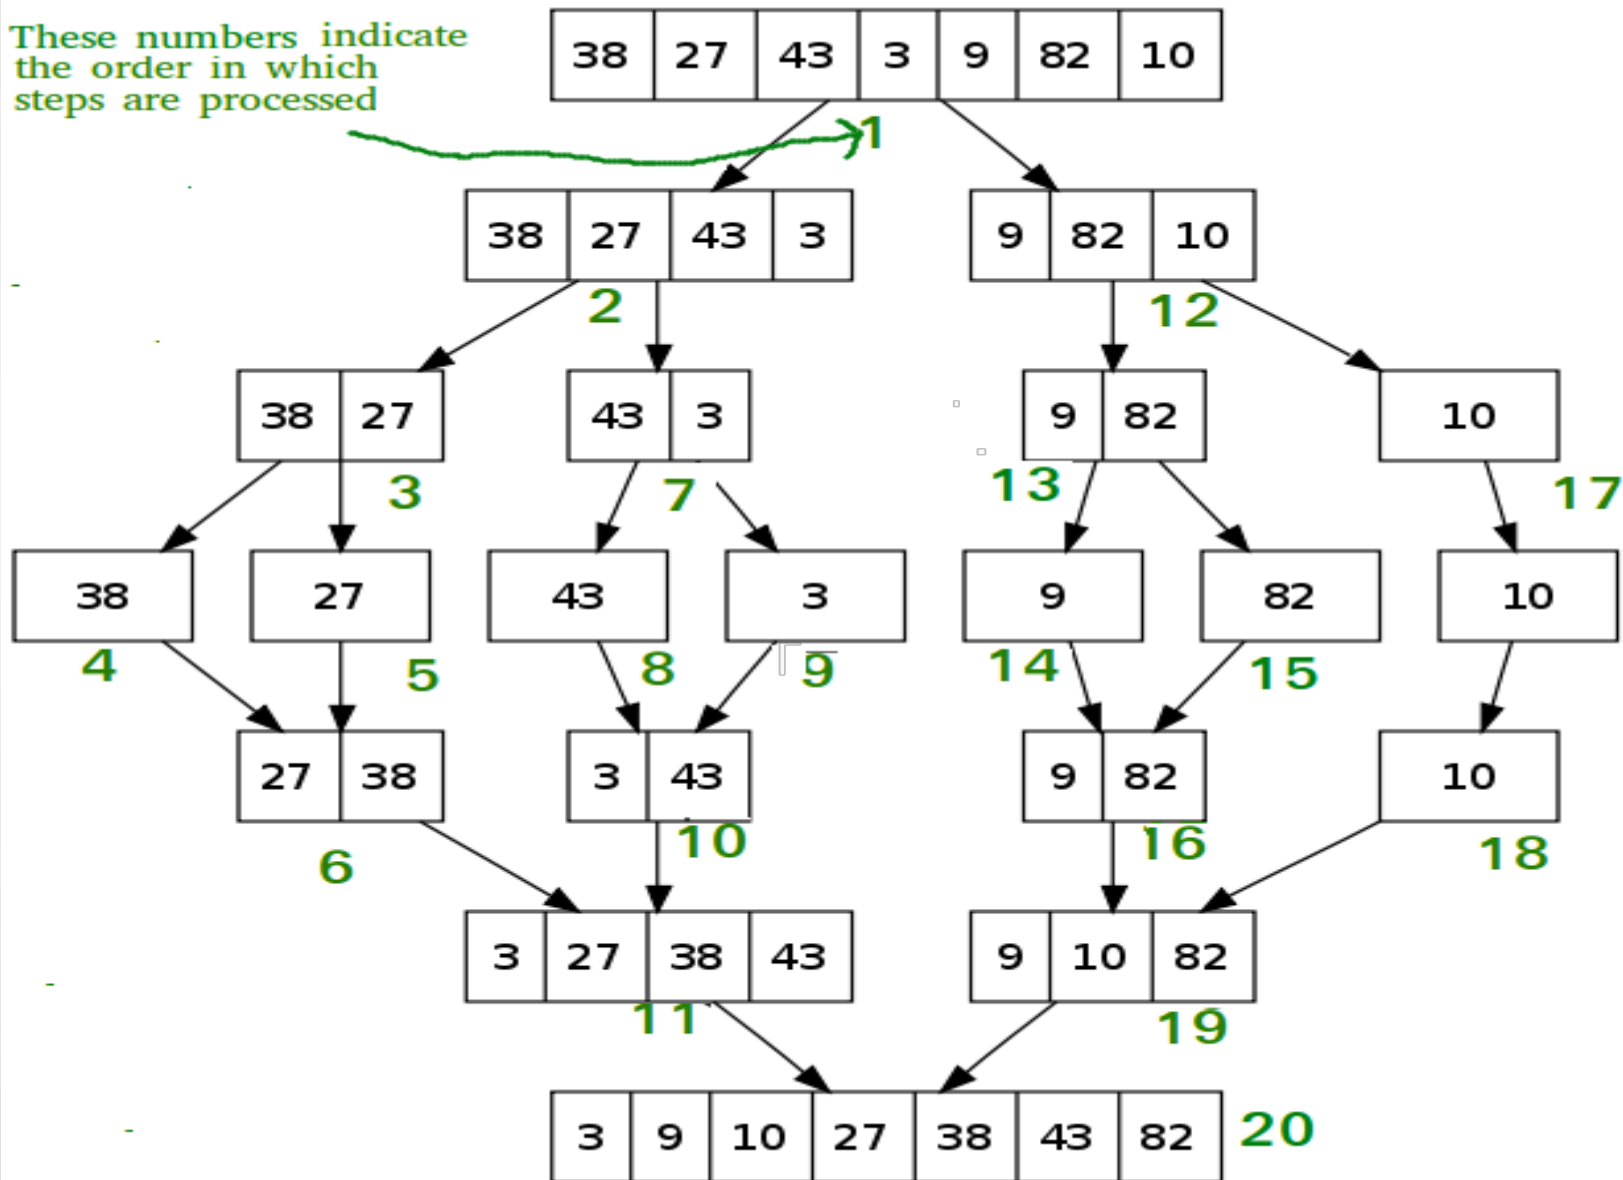 These numbers indicate
the order in which
steps are processed
38 27 43 3 9 82 10
1
38 27 43 3 9 82 10
2 12
38 27 43 3 9 82 10
3 7 13 17
38 27 43 3 9 82 10
4 5 8 9 14 15
27 38 3 43 9 82 10
6 10 16 18
3 27 38 43 9 10 82
11 19
3 9 10 27 38 43 82 20